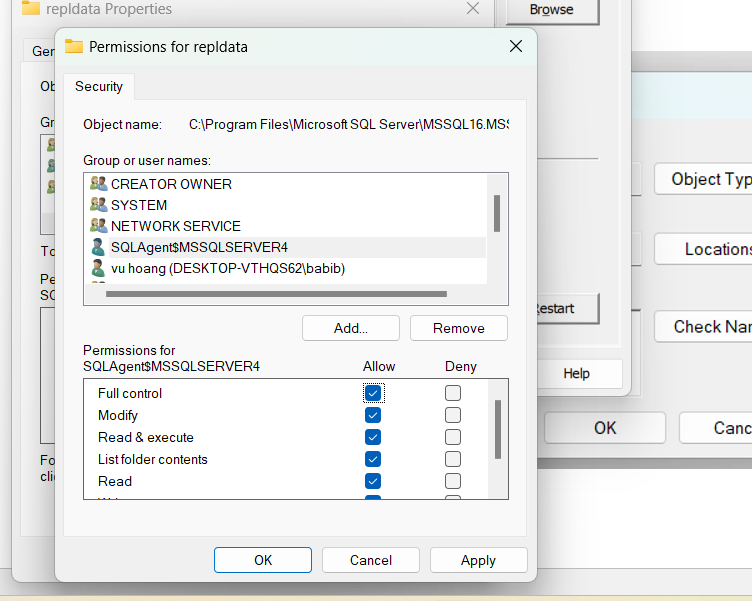 repldata Properties
Browse
Permissions for repldata
Ger
Security
Object name: C:\Program Files\Microsoft SQL Server\MSSQL16.MSS
Ob
Group or user names:
Gr
CREATOR OWNER
SYSTEM
NETWORK SERVICE
SQLAgent$MSSQLSERVER4
vu hoang (DESKTOP-VTHQS62\babib)
To
Pe
SC
Object Typ
Locations
Restart
Check Nar
Add... Remove
Permissions for
SQLAgent$MSSQLSERVER4 Allow Deny
Full control
Modify
Read & execute
List folder contents
Read
Help
OK Canc
Fo
clic
OK Cancel Apply